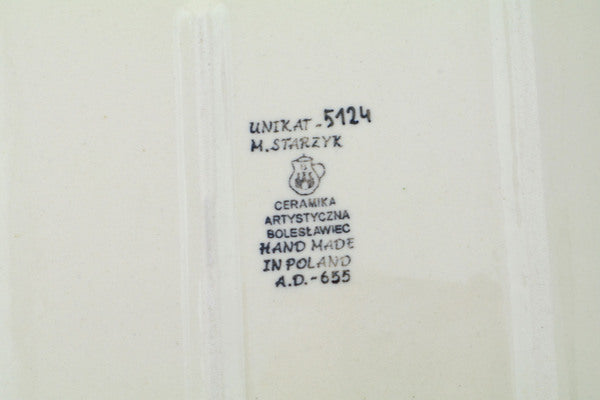 UNIKAT - 5124
M. STARZYK
CERAMIKA
ARTYSTYCZNA
BOLESŁAWIEC
HAND MADE
IN POLAND
A.D. - 655